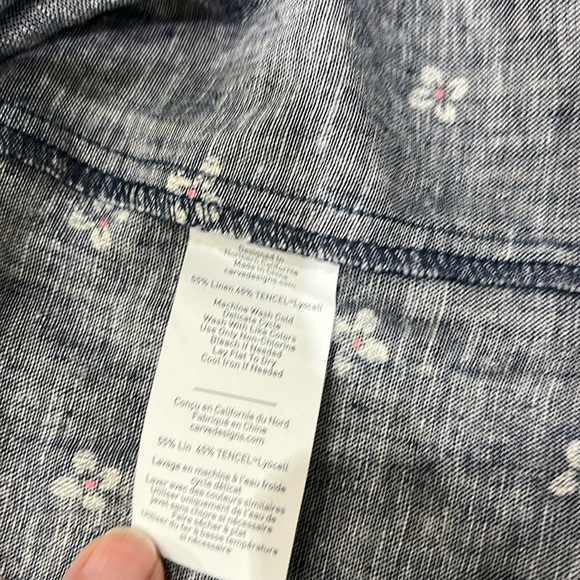 Designed in
Northern California
Made in China
carvedesigns.com
55% Linen 45% TENCEL™Lyocell
Machine Wash Cold
Delicate Cycle
Wash With Like Colors
Use Only Non-Chlorine
Bleach If Needed
Lay Flat To Dry
Cool Iron If Needed
Conçu en California du Nord
Fabriqué en Chine
carvedesigns.com
55% Lin 45% TENCEL™Lyocell
Lavage en machine à l'eau froide
cycle délicat
Laver avec des couleurs similaires
Utiliser uniquement de l'eau de
Javel sans chlore si nécessaire
Faire sécher à plat
Utiliser du fer à basse température
si nécessaire